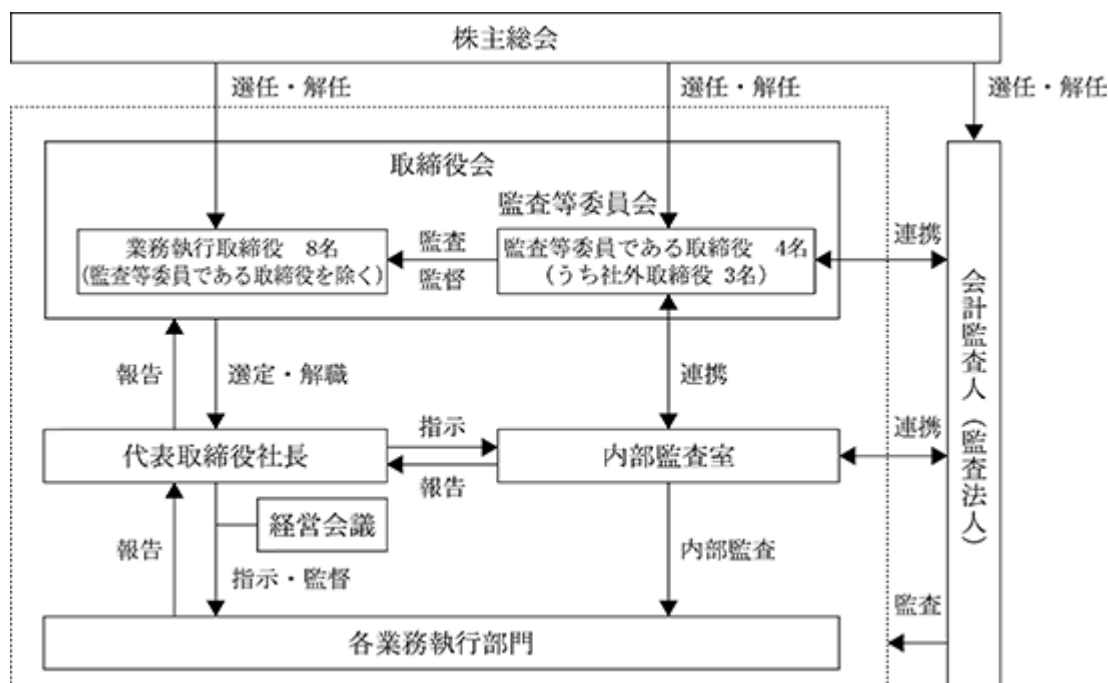 株主総会
選任・解任
選任・解任
選任・解任
取締役会
監査等委員会
業務執行取締役　8名
(監査等委員である取締役を除く)
監査
監督
監査等委員である取締役　4名
(うち社外取締役 3名)
連携
会計監査人（監査法人）
報告
選定・解職
連携
代表取締役社長
指示
報告
内部監査室
連携
経営会議
報告
指示・監督
内部監査
監査
各業務執行部門